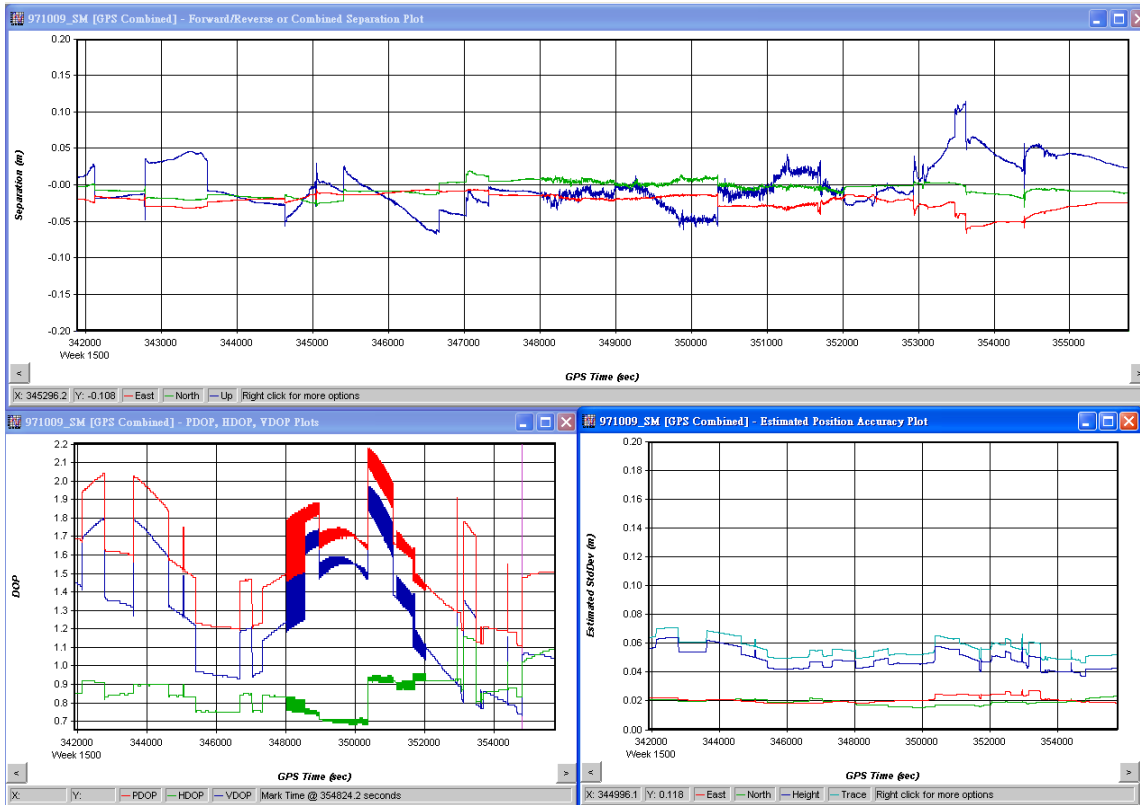 971009_SM [GPS Combined] - Forward/Reverse or Combined Separation Plot
0.20
0.15
0.10
0.05
-0.00
-0.05
-0.10
-0.15
-0.20
Separation (m)
342000 343000 344000 345000 346000 347000 348000 349000 350000 351000 352000 353000 354000 355000
Week 1500
GPS Time (sec)
< >
X: 345296.2 Y: -0.108 East North Up Right click for more options
971009_SM [GPS Combined] - PDOP, HDOP, VDOP Plots
2.2
2.1
2.0
1.9
1.8
1.7
1.6
1.5
1.4
1.3
1.2
1.1
1.0
0.9
0.8
0.7
DOP
342000 344000 346000 348000 350000 352000 354000
Week 1500
GPS Time (sec)
< >
X: Y: PDOP HDOP VDOP Mark Time @ 354824.2 seconds
971009_SM [GPS Combined] - Estimated Position Accuracy Plot
0.20
0.18
0.16
0.14
0.12
0.10
0.08
0.06
0.04
0.02
0.00
Estimated StdDev (m)
342000 344000 346000 348000 350000 352000 354000
Week 1500
GPS Time (sec)
< >
X: 344996.1 Y: 0.118 East North Height Trace Right click for more options